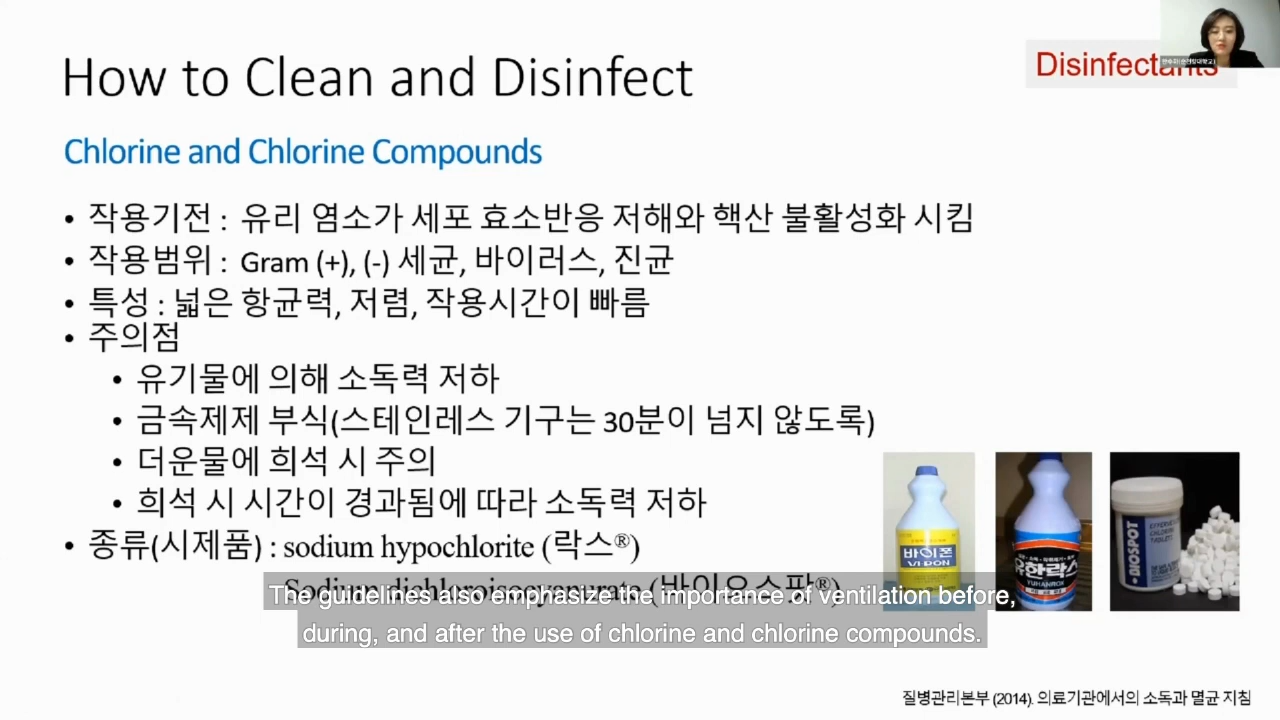 How to Clean and Disinfect
Disinfectants
Chlorine and Chlorine Compounds
• 작용기전 : 유리 염소가 세포 효소반응 저해와 핵산 불활성화 시킴
• 작용범위 : Gram (+), (-) 세균, 바이러스, 진균
• 특성 : 넓은 항균력, 저렴, 작용시간이 빠름
• 주의점
• 유기물에 의해 소독력 저하
• 금속제제 부식(스테인레스 기구는 30분이 넘지 않도록)
• 더운물에 희석 시 주의
• 희석 시 시간이 경과됨에 따라 소독력 저하
• 종류(시제품) : sodium hypochlorite (락스®)
Sodium dichloroisocyanurate (바이오스팟®)
The guidelines also emphasize the importance of ventilation before,
during, and after the use of chlorine and chlorine compounds.
바이폰
VI-PON
유한락스
YUHANROX
BIOSPOT
질병관리본부 (2014). 의료기관에서의 소독과 멸균 지침